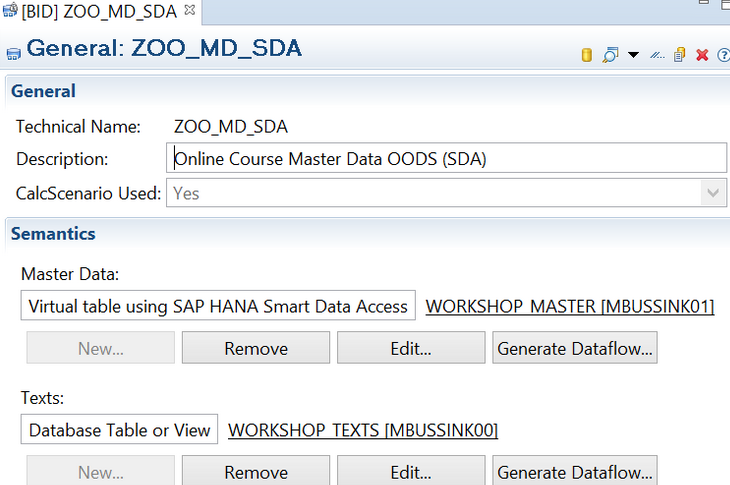 [BID] ZOO_MD_SDA
General: ZOO_MD_SDA
General
Technical Name: ZOO_MD_SDA
Description: Online Course Master Data OODS (SDA)
CalcScenario Used: Yes
Semantics
Master Data:
Virtual table using SAP HANA Smart Data Access WORKSHOP_MASTER [MBUSSINK01]
New... Remove Edit... Generate Dataflow...
Texts:
Database Table or View WORKSHOP_TEXTS [MBUSSINK00]
New... Remove Edit... Generate Dataflow...